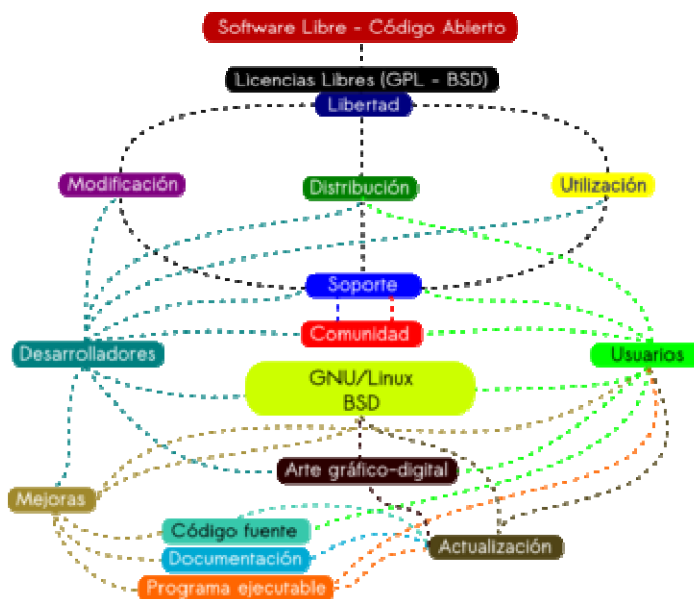 Software Libre - Código Abierto
Licencias Libres (GPL - BSD)
Libertad
Modificación
Distribución
Utilización
Soporte
Comunidad
Desarrolladores
Usuarios
GNU/Linux
BSD
Arte gráfico-digital
Mejoras
Código fuente
Actualización
Documentación
Programa ejecutable